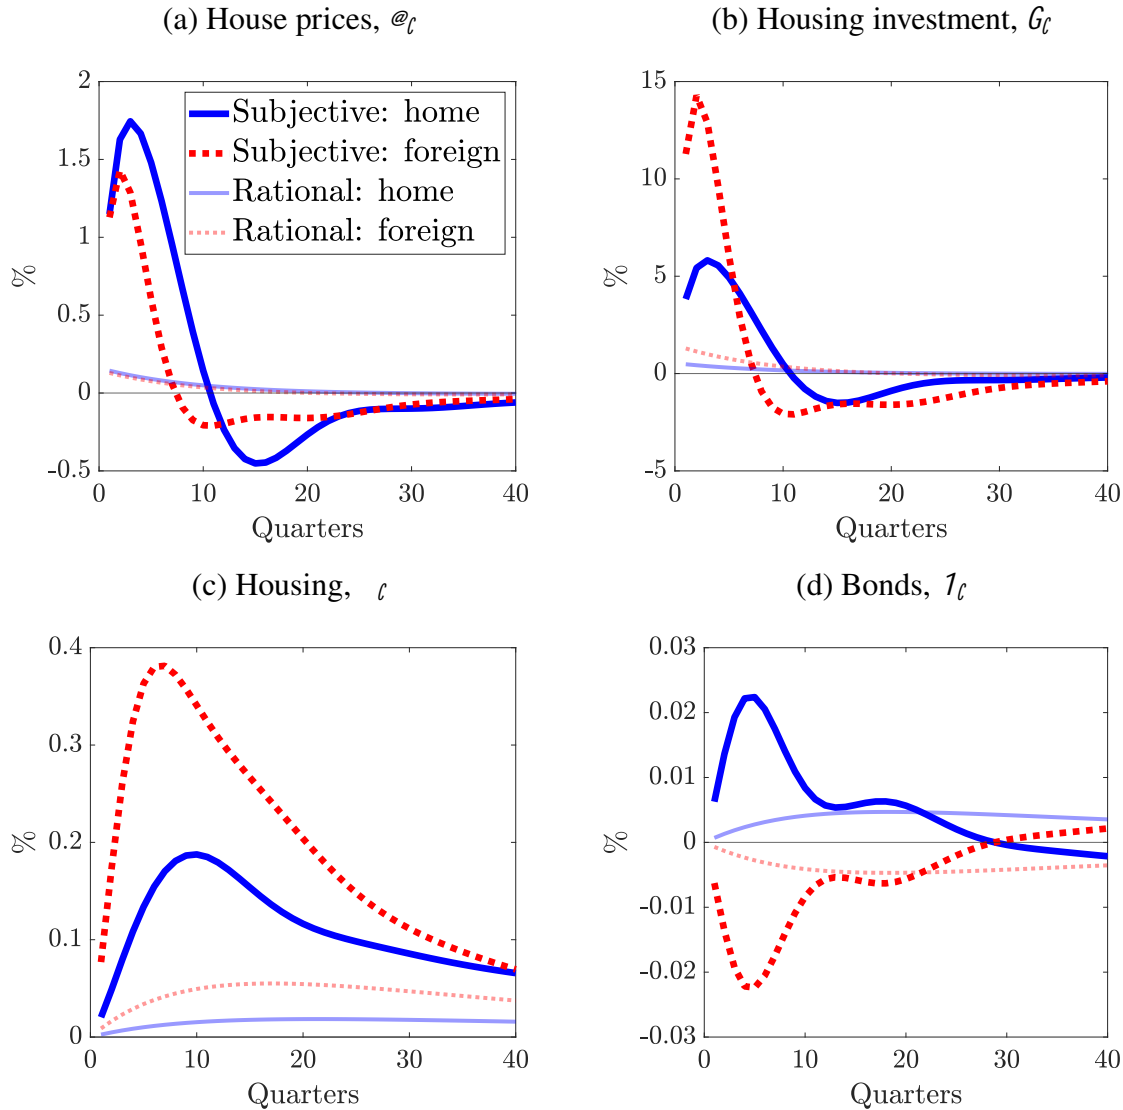 (a) House prices, @ₜ
2
1.5
1
0.5
0
-0.5
%
0 10 20 30 40
Quarters
Subjective: home
Subjective: foreign
Rational: home
Rational: foreign
(b) Housing investment, Gₜ
15
10
5
0
-5
%
0 10 20 30 40
Quarters
(c) Housing,
0.4
0.3
0.2
0.1
0
%
0 10 20 30 40
Quarters
(d) Bonds, 1
0.03
0.02
0.01
0
-0.01
-0.02
-0.03
%
0 10 20 30 40
Quarters